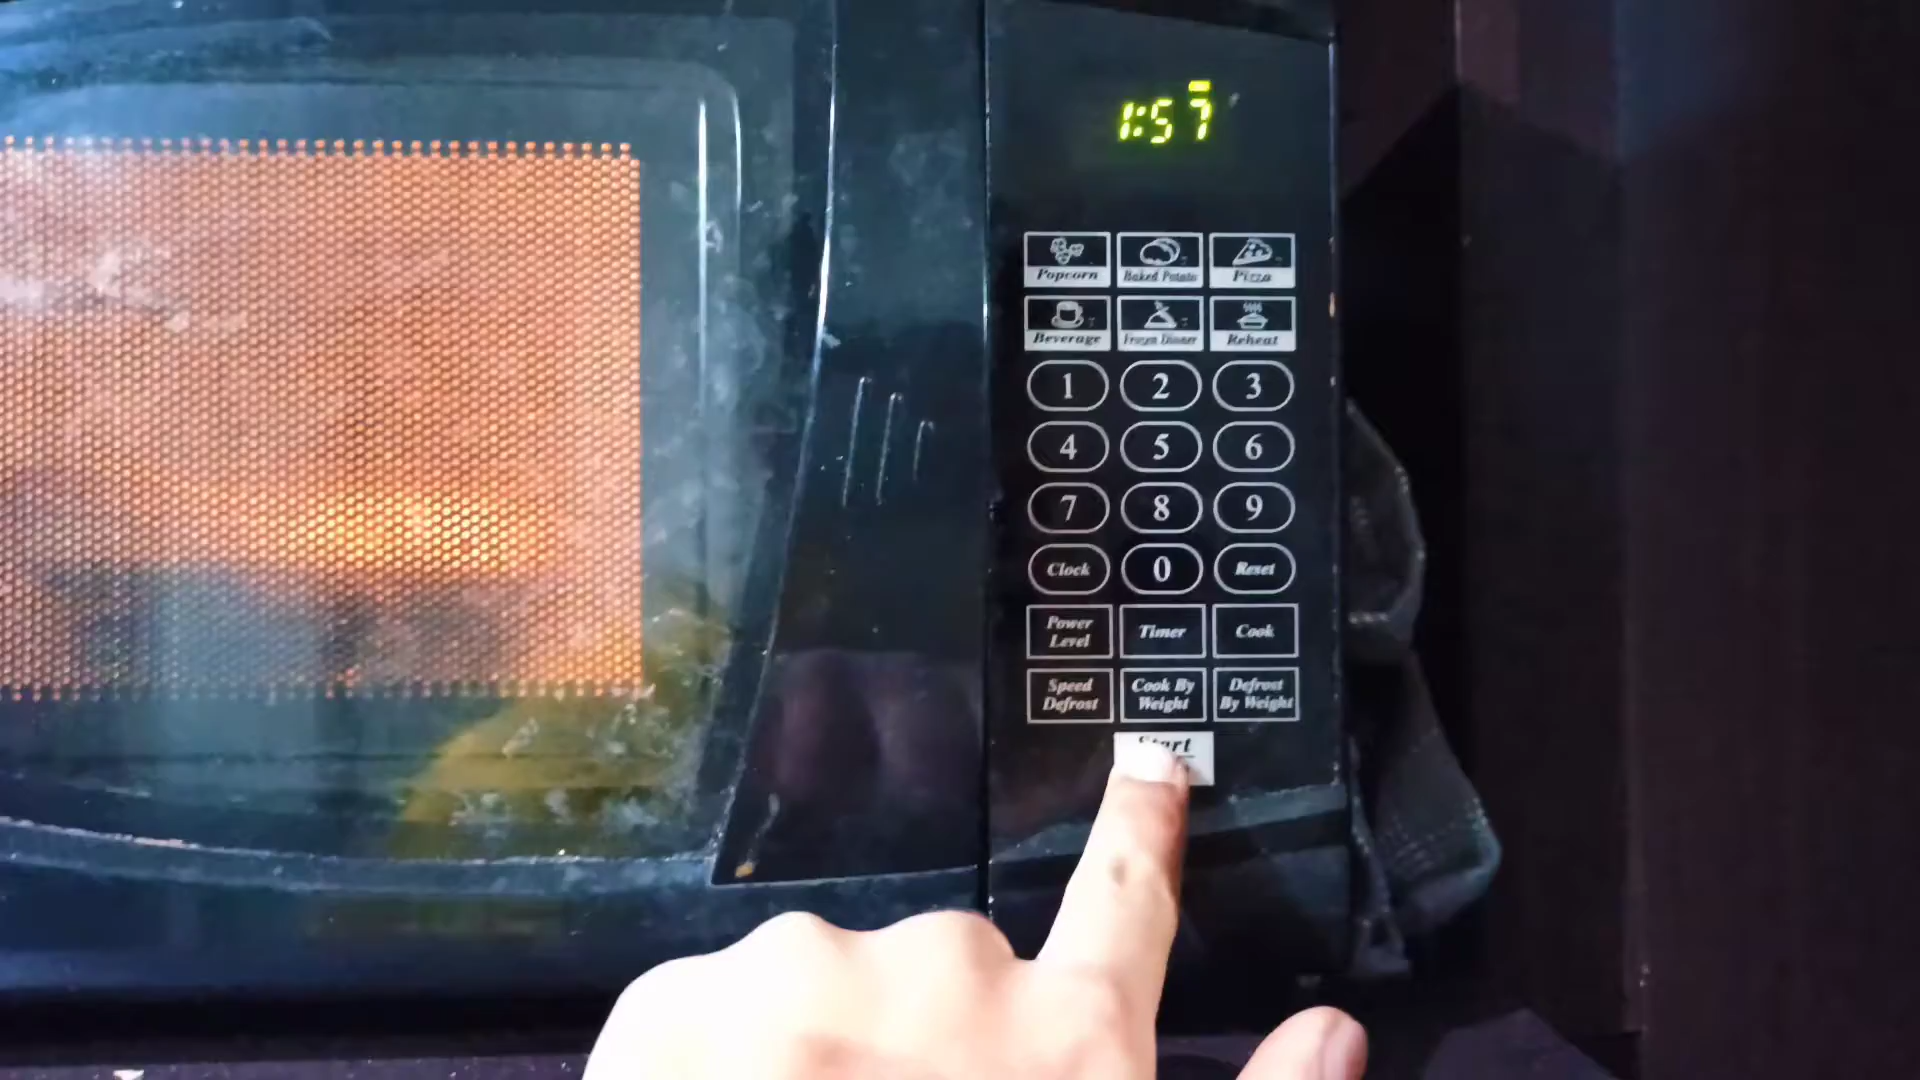 1:57
Popcorn Baked Potato Pizza
Beverage Frozen Dinner Reheat
1 2 3
4 5 6
7 8 9
Clock 0 Reset
Power Level Timer Cook
Speed Defrost Cook By Weight Defrost By Weight
Start